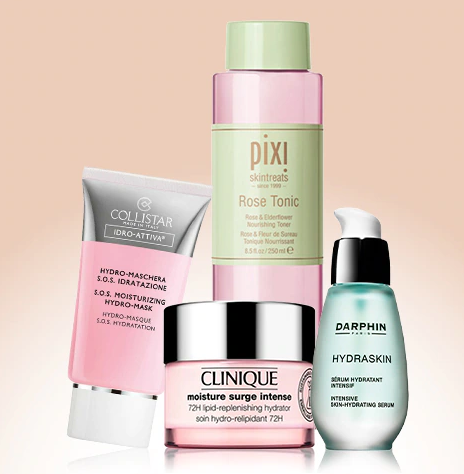 pixi
skintreats
— since 1999 —
Rose Tonic
Rose & Elderflower
Nourishing Toner
Rose & Fleur de Sureau
Tonique Nourrissant
8.5 fl oz / 250 ml ℮
COLLISTAR
MADE IN ITALY
IDRO-ATTIVA®
HYDRO-MASCHERA
S.O.S. IDRATAZIONE
S.O.S. MOISTURIZING
HYDRO-MASK
HYDRO-MASQUE
S.O.S. HYDRATATION
CLINIQUE
moisture surge intense
72H lipid-replenishing hydrator
soin hydro-relipidant 72H
DARPHIN
PARIS
HYDRASKIN
SÉRUM HYDRATANT
INTENSIF
INTENSIVE
SKIN-HYDRATING SERUM